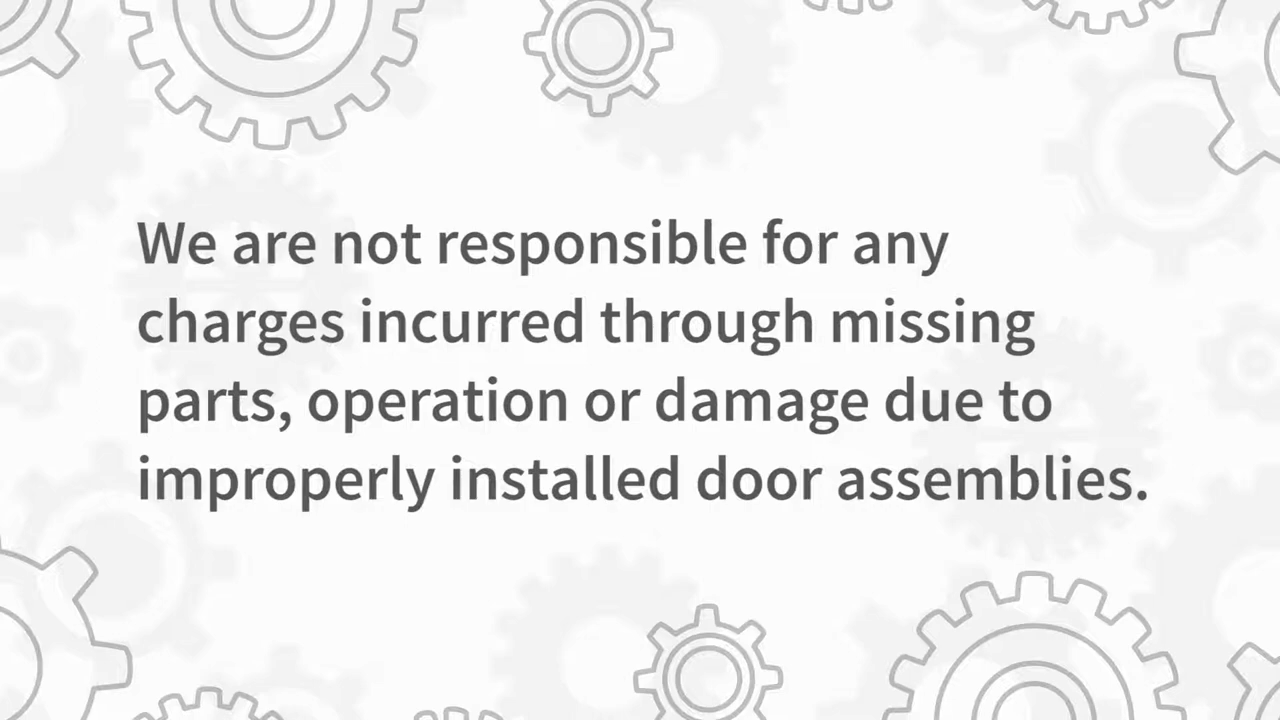 We are not responsible for any
charges incurred through missing
parts, operation or damage due to
improperly installed door assemblies.